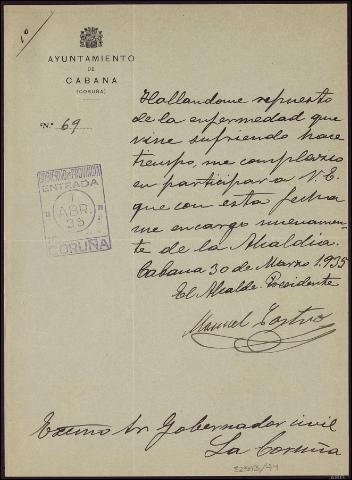 1º
AYUNTAMIENTO
DE
CABANA
(CORUÑA)
N.º 69
Hallandome repuesto
de la enfermedad que
vine sufriendo hace
tiempo, me complazco
en participar a V. E.
que con esta fecha
me encargo nuevamen-
te de la Alcaldia.
Cabana 30 de Marzo 1.935
El Alcalde-Presidente
Manuel Castro
ENTRADA
1 ABR. 35
CORUÑA
Excmo Sr Gobernador civil
La Coruña